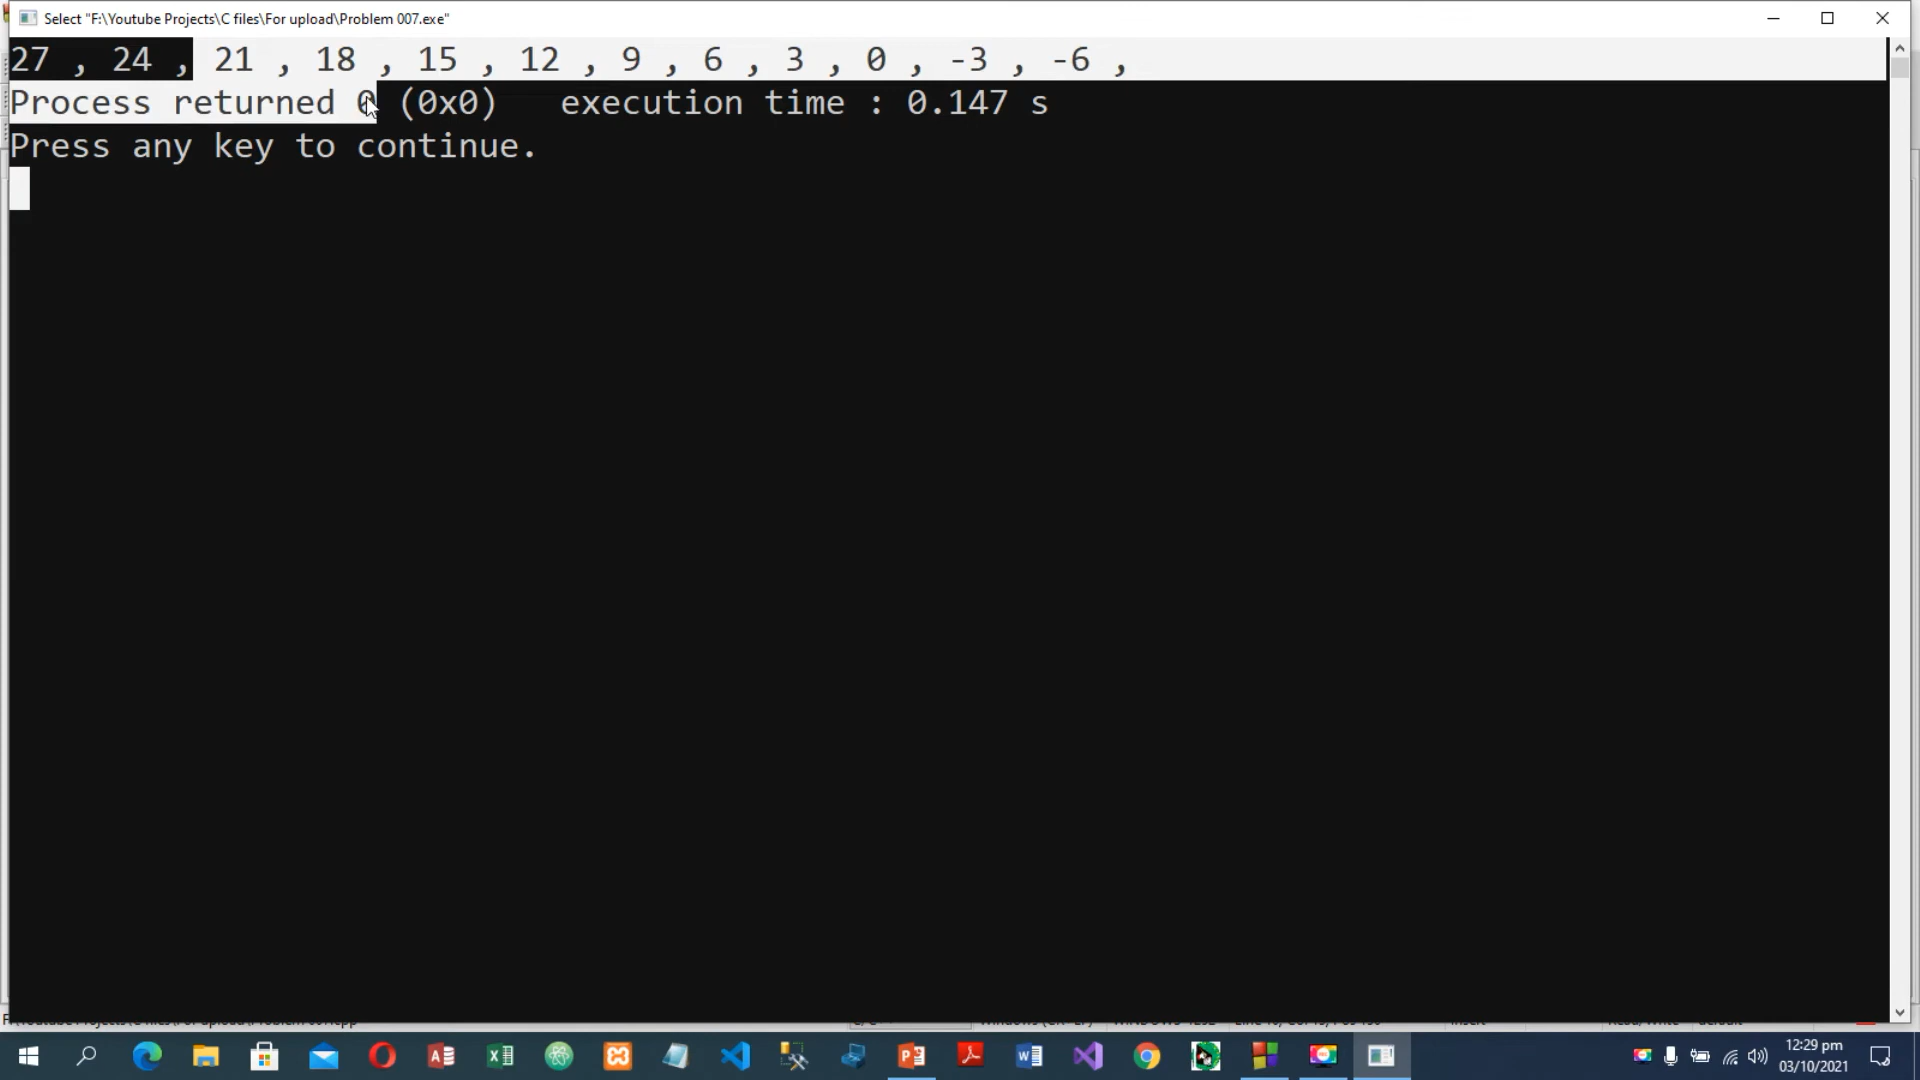 Select "F:\Youtube Projects\C files\For upload\Problem 007.exe"
27 , 24 , 21 , 18 , 15 , 12 , 9 , 6 , 3 , 0 , -3 , -6 ,
Process returned 0 (0x0)   execution time : 0.147 s
Press any key to continue.
12:29 pm
03/10/2021